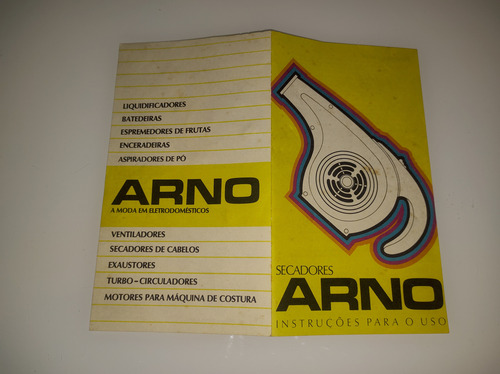 LIQUIDIFICADORES
BATEDEIRAS
ESPREMEDORES DE FRUTAS
ENCERADEIRAS
ASPIRADORES DE PÓ
ARNO
A MODA EM ELETRODOMÉSTICOS
VENTILADORES
SECADORES DE CABELOS
EXAUSTORES
TURBO-CIRCULADORES
MOTORES PARA MÁQUINA DE COSTURA
SECADORES
ARNO
INSTRUÇÕES PARA O USO